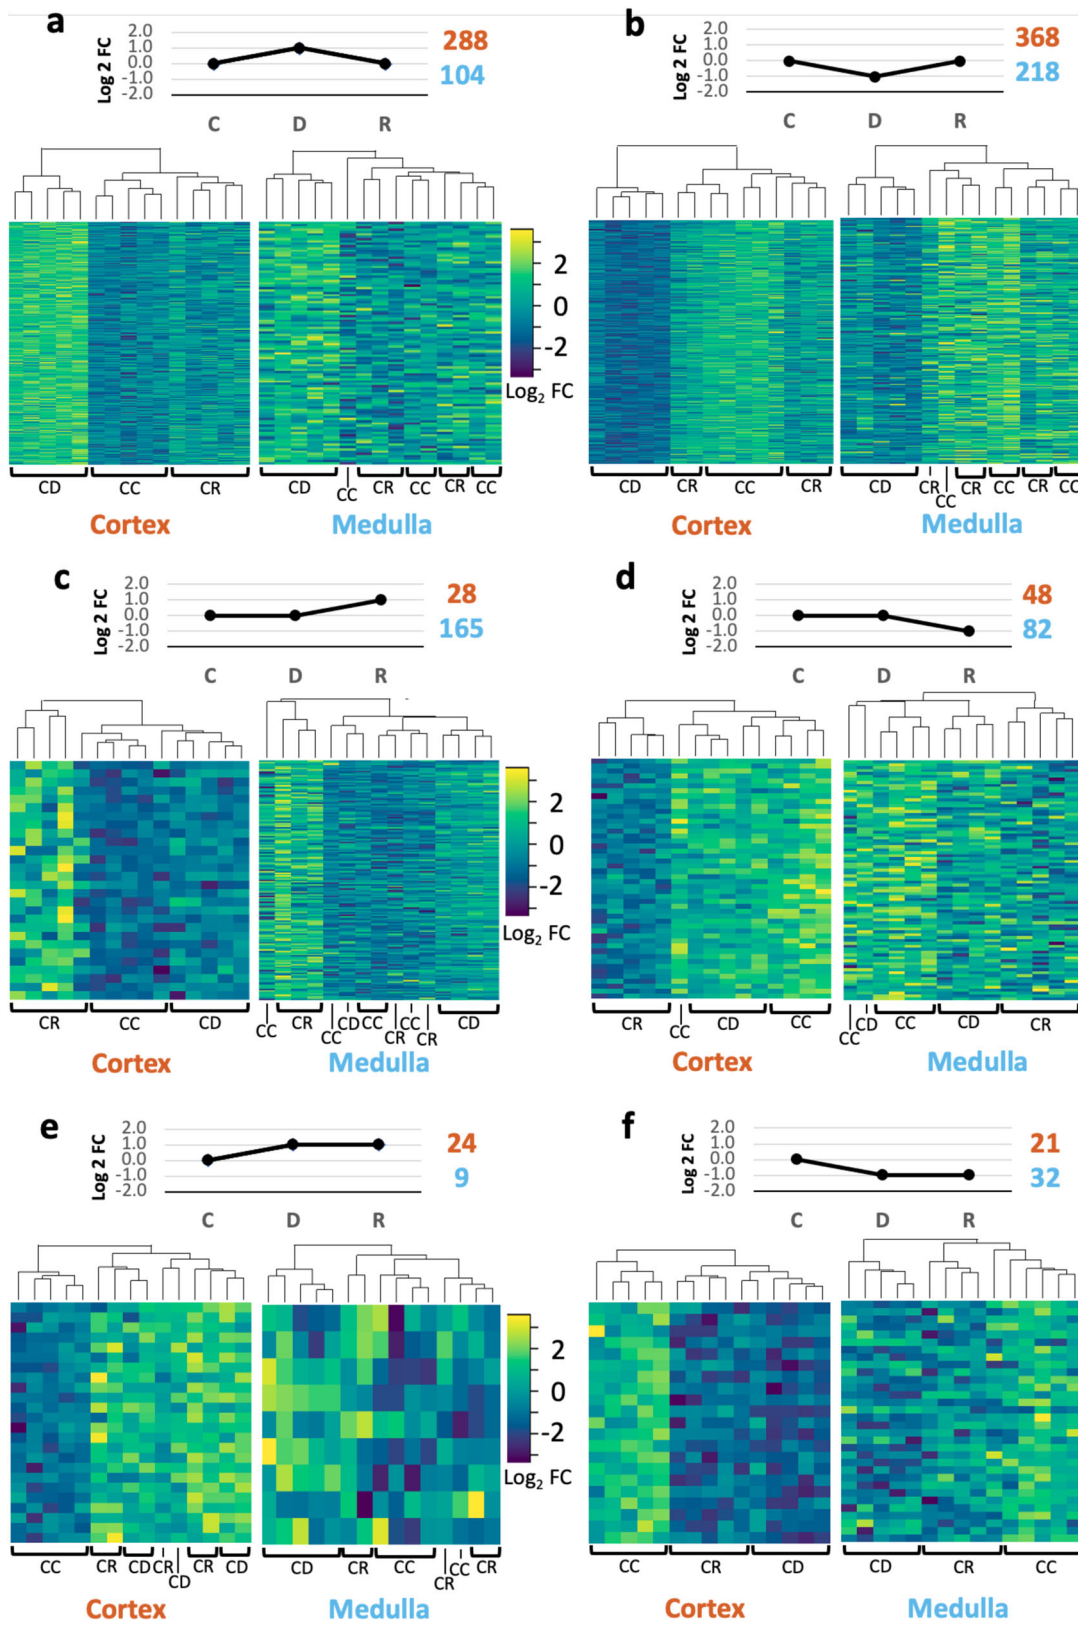 a
Log 2 FC
2.0
1.0
0.0
-1.0
-2.0
288
104
C D R
2
0
-2
Log2 FC
CD CC CR
CD CC CR CC CR CC
Cortex Medulla
b
Log 2 FC
2.0
1.0
0.0
-1.0
-2.0
368
218
C D R
CD CR CC CR
CD CR CC CR CC CR CC
Cortex Medulla
c
Log 2 FC
2.0
1.0
0.0
-1.0
-2.0
28
165
C D R
2
0
-2
Log2 FC
CR CC CD
CC CR CC CD CC CR CC CR CD
Cortex Medulla
d
Log 2 FC
2.0
1.0
0.0
-1.0
-2.0
48
82
C D R
CR CC CD CC
CC CD CC CD CR
Cortex Medulla
e
Log 2 FC
2.0
1.0
0.0
-1.0
-2.0
24
9
C D R
2
0
-2
Log2 FC
CC CR CD CR CD CR CD
CD CR CC CR CC CR
Cortex Medulla
f
Log 2 FC
2.0
1.0
0.0
-1.0
-2.0
21
32
C D R
CC CR CD
CD CR CC
Cortex Medulla